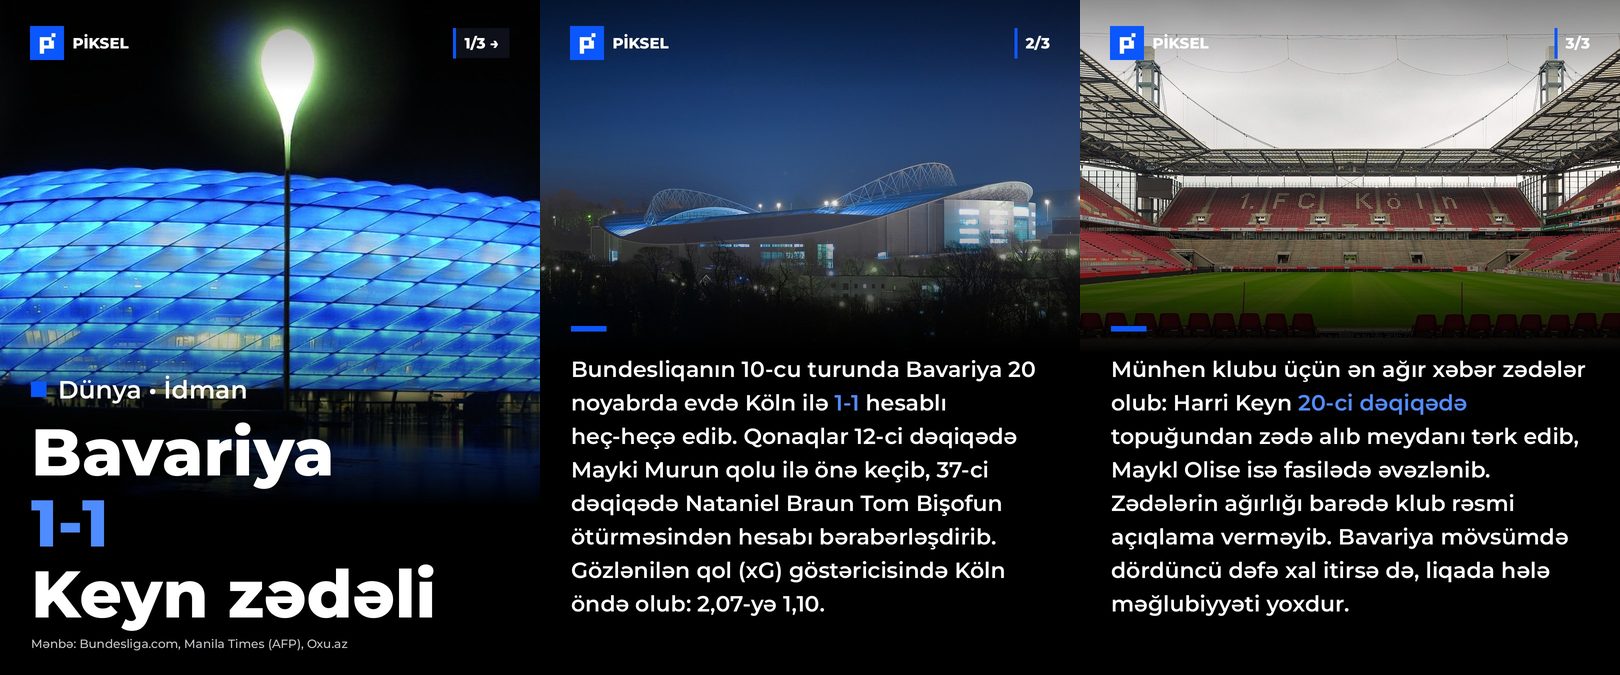 PİKSEL
1/3 →
Dünya • İdman
Bavariya
1-1
Keyn zədəli
Mənbə: Bundesliga.com, Manila Times (AFP), Oxu.az
PİKSEL
2/3
Bundesliqanın 10-cu turunda Bavariya 20
noyabrda evdə Köln ilə 1-1 hesablı
heç-heçə edib. Qonaqlar 12-ci dəqiqədə
Mayki Murun qolu ilə önə keçib, 37-ci
dəqiqədə Nataniel Braun Tom Bişofun
ötürməsindən hesabı bərabərləşdirib.
Gözlənilən qol (xG) göstəricisində Köln
öndə olub: 2,07-yə 1,10.
PİKSEL
3/3
1. FC Köln
Münhen klubu üçün ən ağır xəbər zədələr
olub: Harri Keyn 20-ci dəqiqədə
topuğundan zədə alıb meydanı tərk edib,
Maykl Olise isə fasilədə əvəzlənib.
Zədələrin ağırlığı barədə klub rəsmi
açıqlama verməyib. Bavariya mövsümdə
dördüncü dəfə xal itirsə də, liqada hələ
məğlubiyyəti yoxdur.